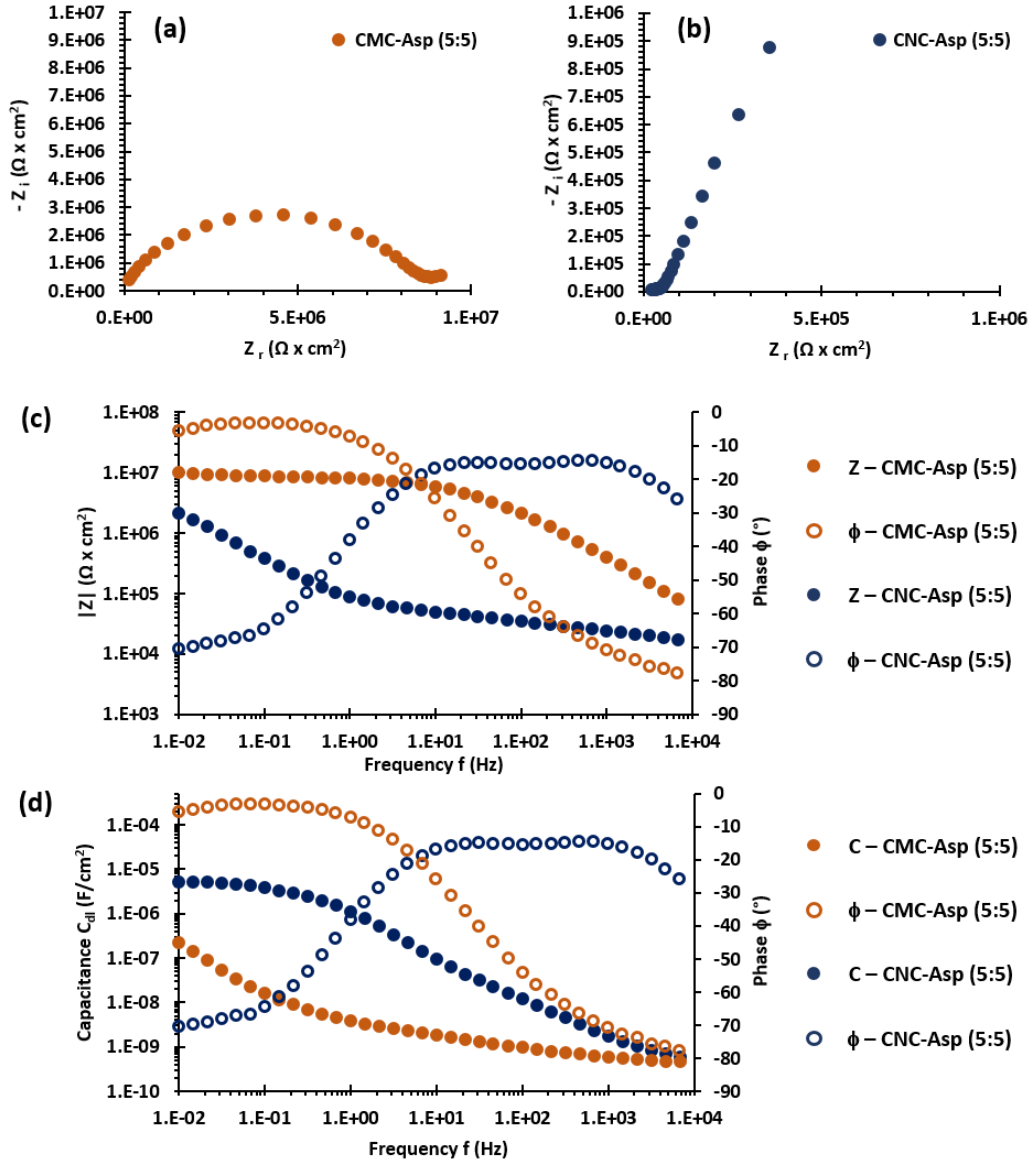 (a)
CMC-Asp (5:5)
1.E+07
9.E+06
8.E+06
7.E+06
6.E+06
5.E+06
4.E+06
3.E+06
2.E+06
1.E+06
0.E+00
- Z i (Ω x cm2)
0.E+00 5.E+06 1.E+07
Z r (Ω x cm2)
(b)
CNC-Asp (5:5)
1.E+06
9.E+05
8.E+05
7.E+05
6.E+05
5.E+05
4.E+05
3.E+05
2.E+05
1.E+05
0.E+00
- Z i (Ω x cm2)
0.E+00 5.E+05 1.E+06
Z r (Ω x cm2)
(c)
1.E+08
1.E+07
1.E+06
1.E+05
1.E+04
1.E+03
|Z| (Ω x cm2)
0
-10
-20
-30
-40
-50
-60
-70
-80
-90
Phase ϕ (°)
1.E-02 1.E-01 1.E+00 1.E+01 1.E+02 1.E+03 1.E+04
Frequency f (Hz)
Z – CMC-Asp (5:5)
ϕ – CMC-Asp (5:5)
Z – CNC-Asp (5:5)
ϕ – CNC-Asp (5:5)
(d)
1.E-04
1.E-05
1.E-06
1.E-07
1.E-08
1.E-09
1.E-10
Capacitance Cdl (F/cm2)
0
-10
-20
-30
-40
-50
-60
-70
-80
-90
Phase ϕ (°)
1.E-02 1.E-01 1.E+00 1.E+01 1.E+02 1.E+03 1.E+04
Frequency f (Hz)
C – CMC-Asp (5:5)
ϕ – CMC-Asp (5:5)
C – CNC-Asp (5:5)
ϕ – CNC-Asp (5:5)